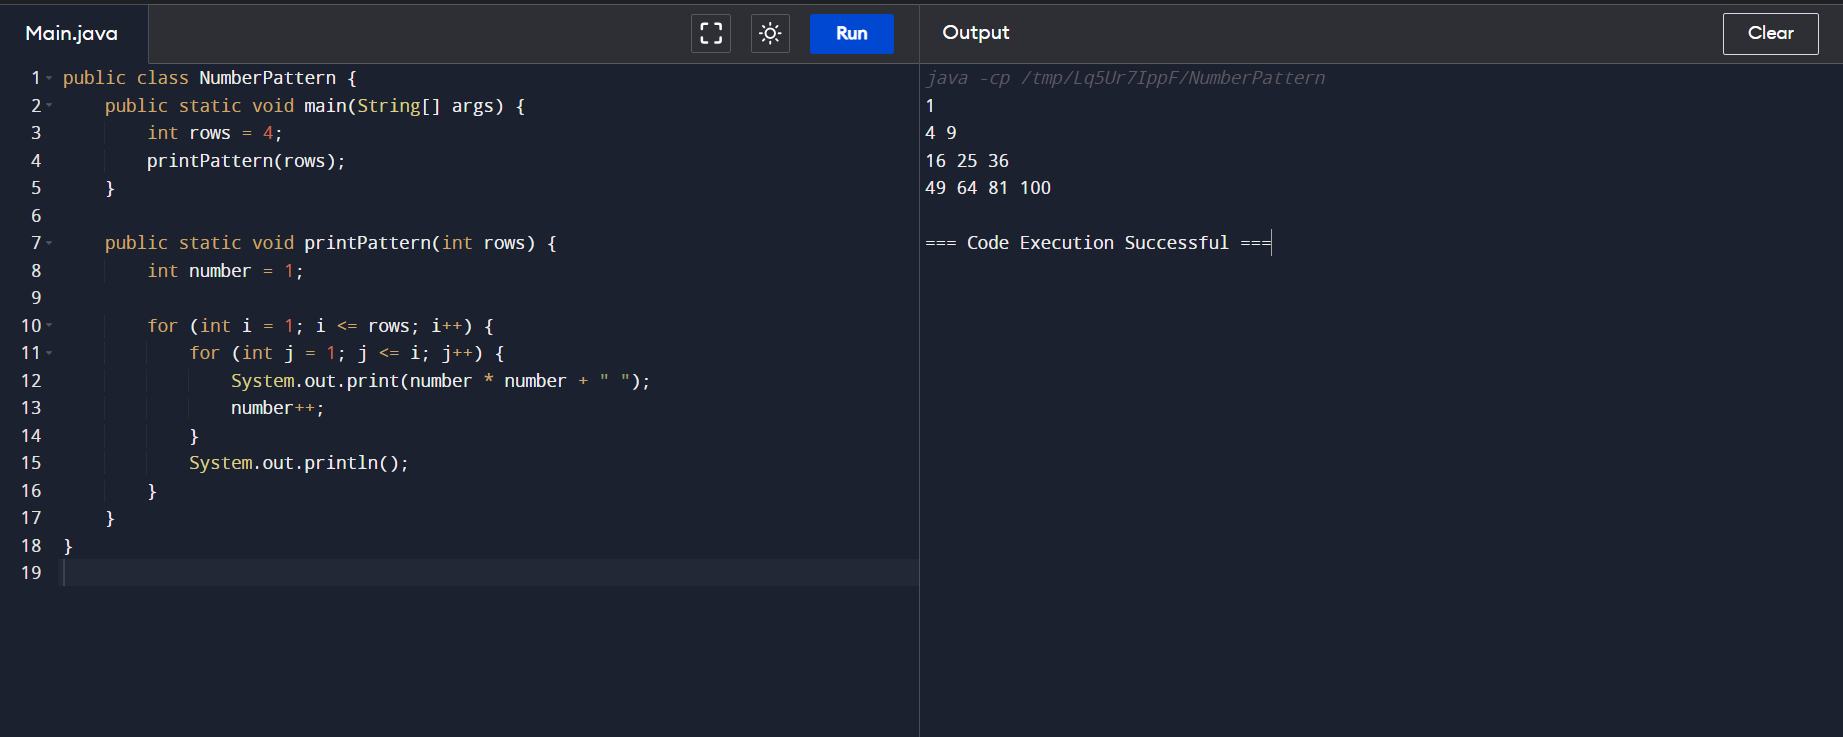 Main.java
Run
1 public class NumberPattern {
2     public static void main(String[] args) {
3         int rows = 4;
4         printPattern(rows);
5     }
6
7     public static void printPattern(int rows) {
8         int number = 1;
9
10         for (int i = 1; i <= rows; i++) {
11             for (int j = 1; j <= i; j++) {
12                 System.out.print(number * number + " ");
13                 number++;
14             }
15             System.out.println();
16         }
17     }
18 }
19
Output
Clear
java -cp /tmp/Lq5Ur7IppF/NumberPattern
1
4 9
16 25 36
49 64 81 100
=== Code Execution Successful ===